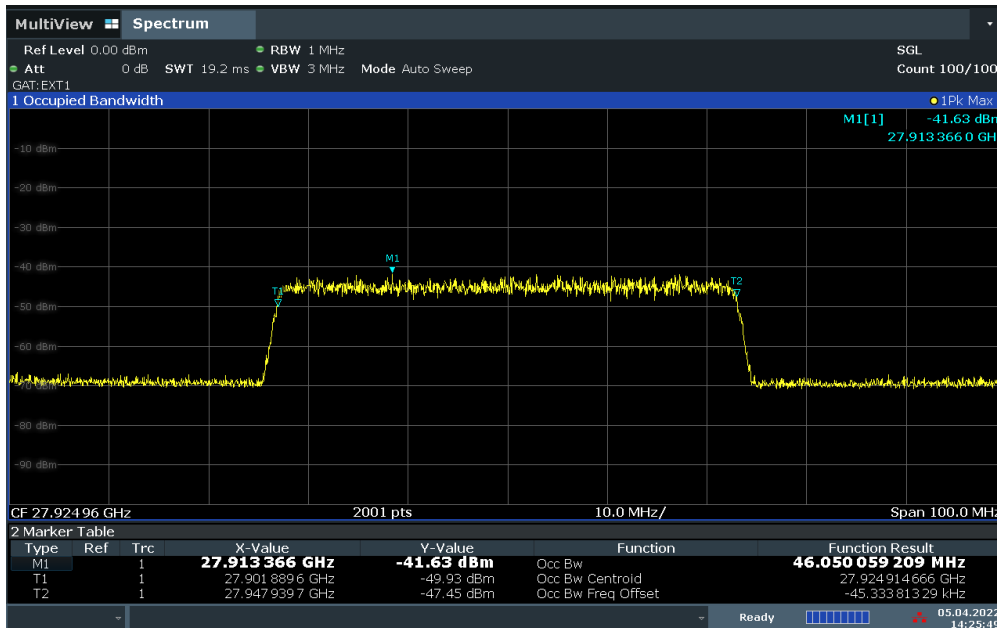 MultiView Spectrum
Ref Level 0.00 dBm RBW 1 MHz SGL
Att 0 dB SWT 19.2 ms VBW 3 MHz Mode Auto Sweep Count 100/100
GAT:EXT1
1 Occupied Bandwidth 1Pk Max
M1[1] -41.63 dBm
27.913 366 0 GH
-10 dBm
-20 dBm
-30 dBm
M1
-40 dBm
T1 T2
-50 dBm
-60 dBm
-70 dBm
-80 dBm
-90 dBm
CF 27.924 96 GHz 2001 pts 10.0 MHz/ Span 100.0 MHz
2 Marker Table
Type Ref Trc X-Value Y-Value Function Function Result
M1 1 27.913 366 GHz -41.63 dBm Occ Bw 46.050 059 209 MHz
T1 1 27.901 889 6 GHz -49.93 dBm Occ Bw Centroid 27.924 914 666 GHz
T2 1 27.947 939 7 GHz -47.45 dBm Occ Bw Freq Offset -45.333 813 29 kHz
Ready 05.04.2022
14:25:49